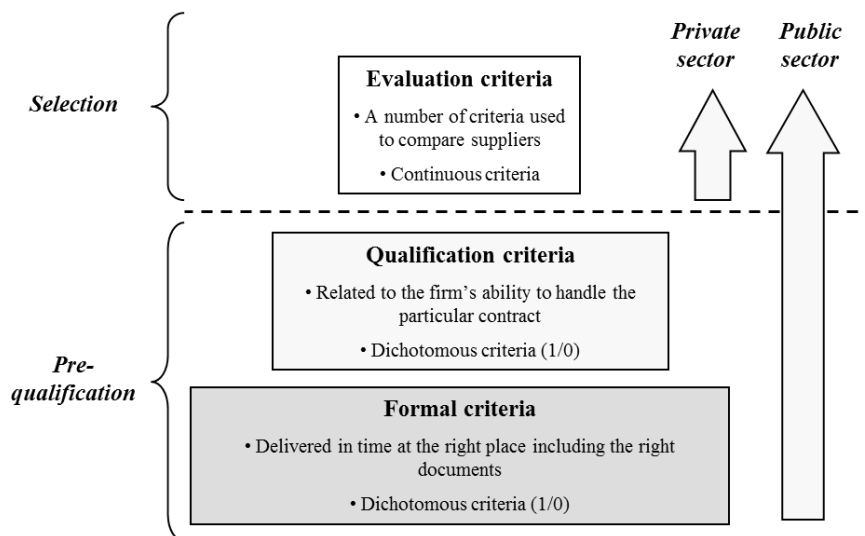 Private
sector
Public
sector
Selection
Evaluation criteria
• A number of criteria used
to compare suppliers
• Continuous criteria
Qualification criteria
• Related to the firm’s ability to handle the
particular contract
• Dichotomous criteria (1/0)
Pre-
qualification
Formal criteria
• Delivered in time at the right place including the right
documents
• Dichotomous criteria (1/0)